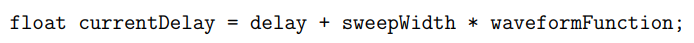 float currentDelay = delay + sweepWidth * waveformFunction;